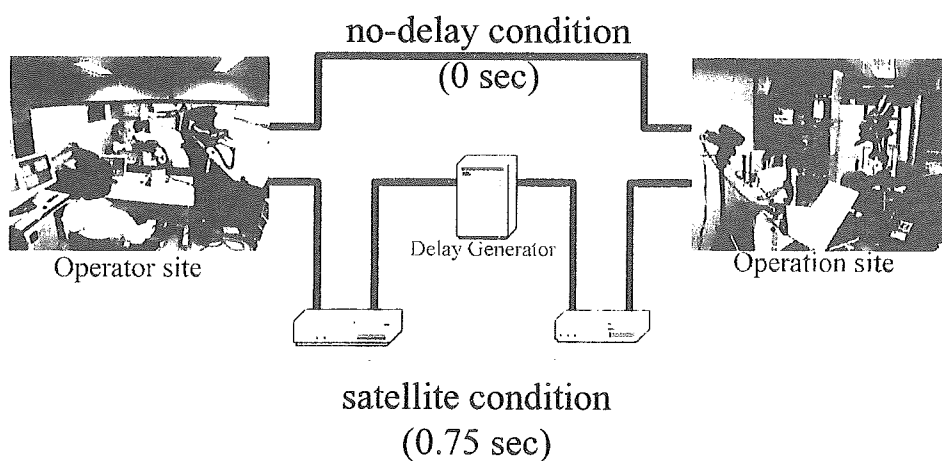 no-delay condition
(0 sec)
Delay Generator
Operator site
Operation site
satellite condition
(0.75 sec)